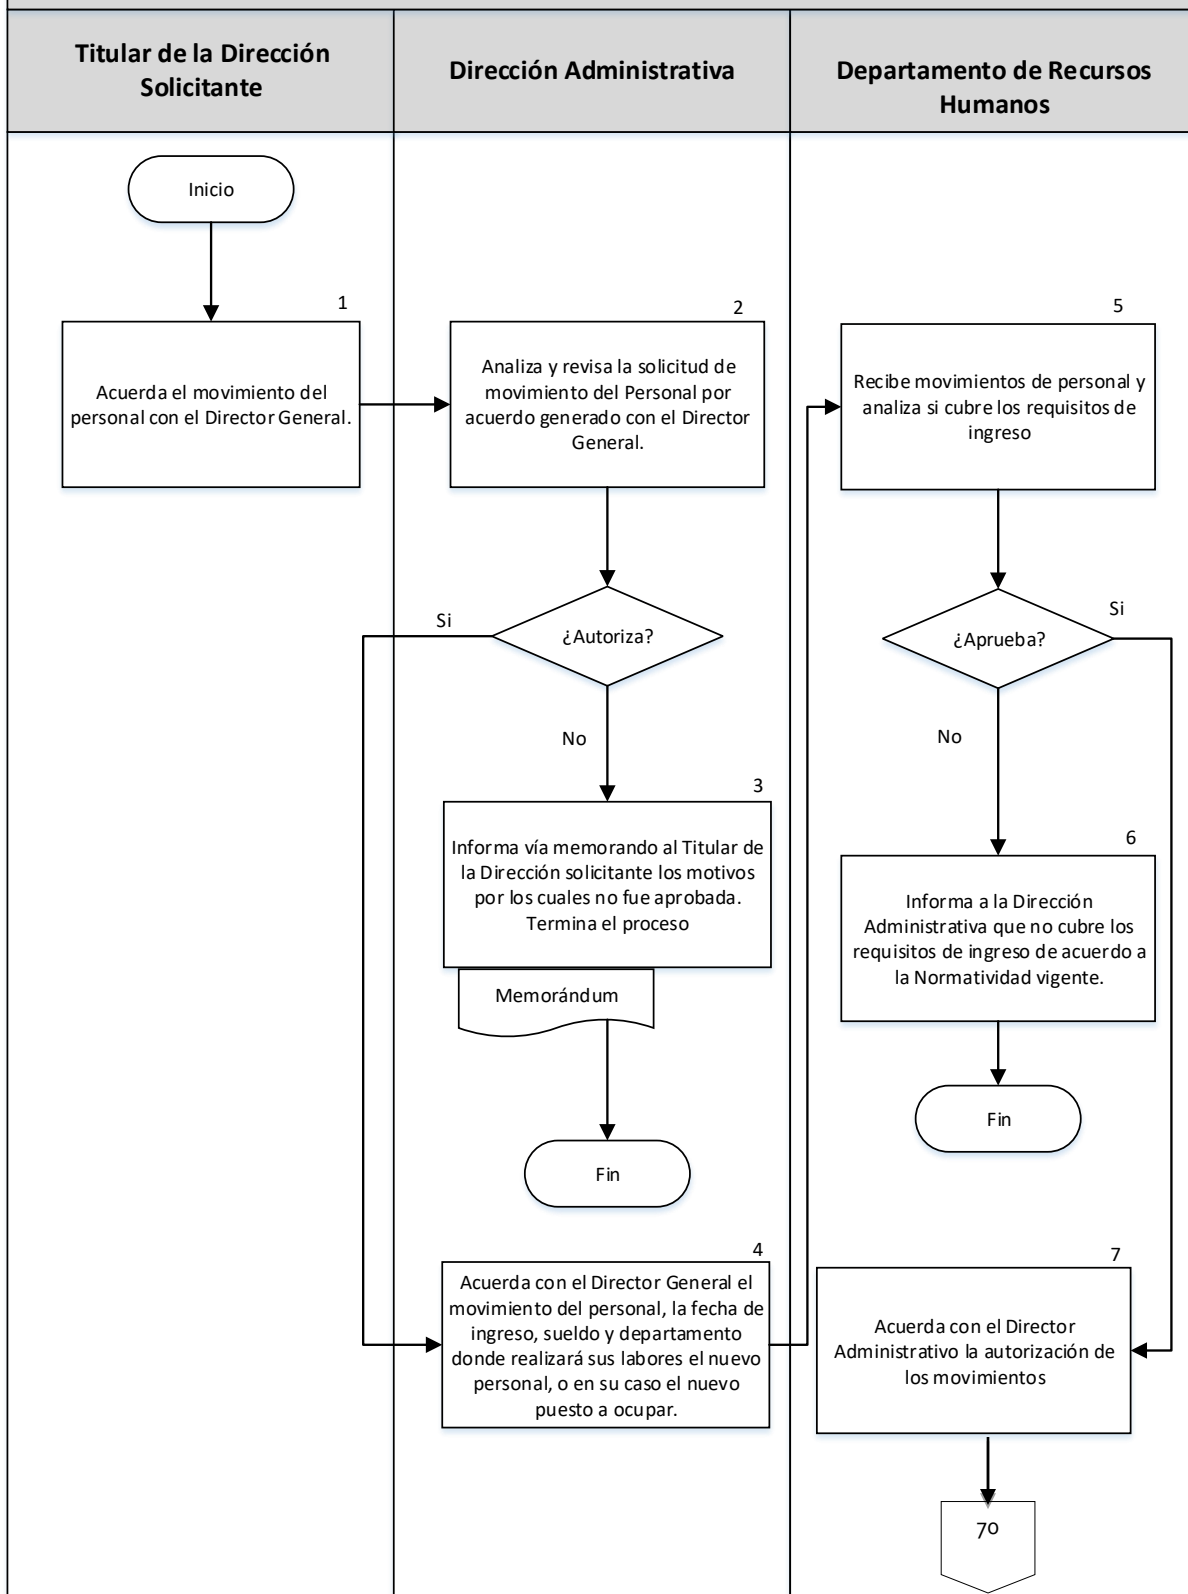 Titular de la Dirección
Solicitante
Dirección Administrativa
Departamento de Recursos
Humanos
Inicio
1
Acuerda el movimiento del
personal con el Director General.
2
Analiza y revisa la solicitud de
movimiento del Personal por
acuerdo generado con el Director
General.
¿Autoriza?
Si
No
3
Informa vía memorando al Titular de
la Dirección solicitante los motivos
por los cuales no fue aprobada.
Termina el proceso
Memorándum
Fin
4
Acuerda con el Director General el
movimiento del personal, la fecha de
ingreso, sueldo y departamento
donde realizará sus labores el nuevo
personal, o en su caso el nuevo
puesto a ocupar.
5
Recibe movimientos de personal y
analiza si cubre los requisitos de
ingreso
¿Aprueba?
Si
No
6
Informa a la Dirección
Administrativa que no cubre los
requisitos de ingreso de acuerdo a
la Normatividad vigente.
Fin
7
Acuerda con el Director
Administrativo la autorización de
los movimientos
70